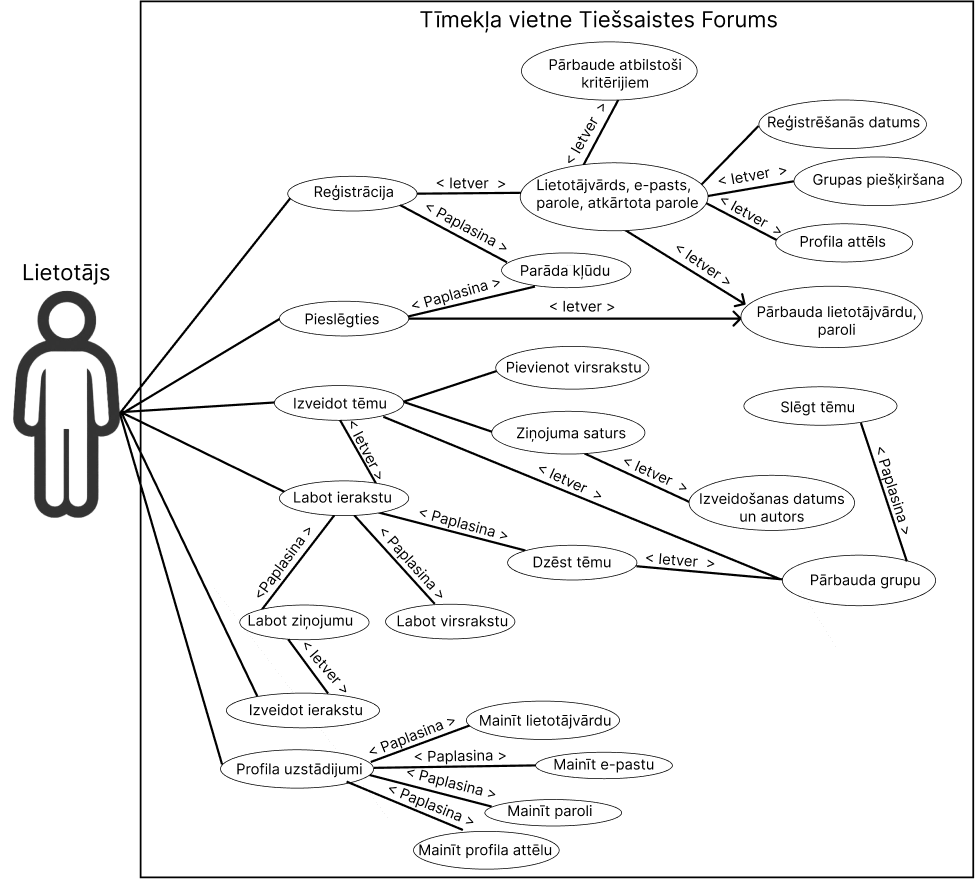 Tīmekļa vietne Tiešsaistes Forums
Pārbaude atbilstoši
kritērijiem
< Ietver >
Reģistrēšanās datums
< Ietver >
Grupas piešķiršana
Reģistrācija
< Ietver >
Lietotājvārds, e-pasts,
parole, atkārtota parole
< Ietver >
Profila attēls
< Paplasina >
< Ietver >
Lietotājs
Parāda kļūdu
< Paplasina >
< Ietver >
Pieslēgties
Pārbauda lietotājvārdu,
paroli
Pievienot virsrakstu
Izveidot tēmu
Slēgt tēmu
Ziņojuma saturs
< Ietver >
< Ietver >
< Ietver >
< Paplasina >
Labot ierakstu
Izveidošanas datums
un autors
< Paplasina >
<Paplasina >
< Paplasina >
Dzēst tēmu
< Ietver >
Pārbauda grupu
Labot ziņojumu
Labot virsrakstu
< Ietver >
Izveidot ierakstu
< Paplasina >
Mainīt lietotājvārdu
Profila uzstādijumi
< Paplasina >
Mainīt e-pastu
< Paplasina >
Mainīt paroli
< Paplasina >
Mainīt profila attēlu